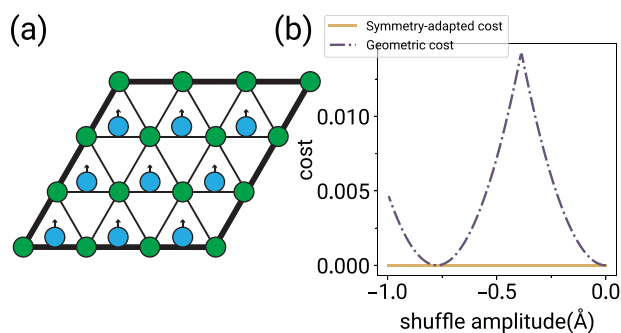 (a)
(b)
Symmetry-adapted cost
Geometric cost
cost
0.010
0.005
0.000
−1.0
−0.5
0.0
shuffle amplitude(Å)